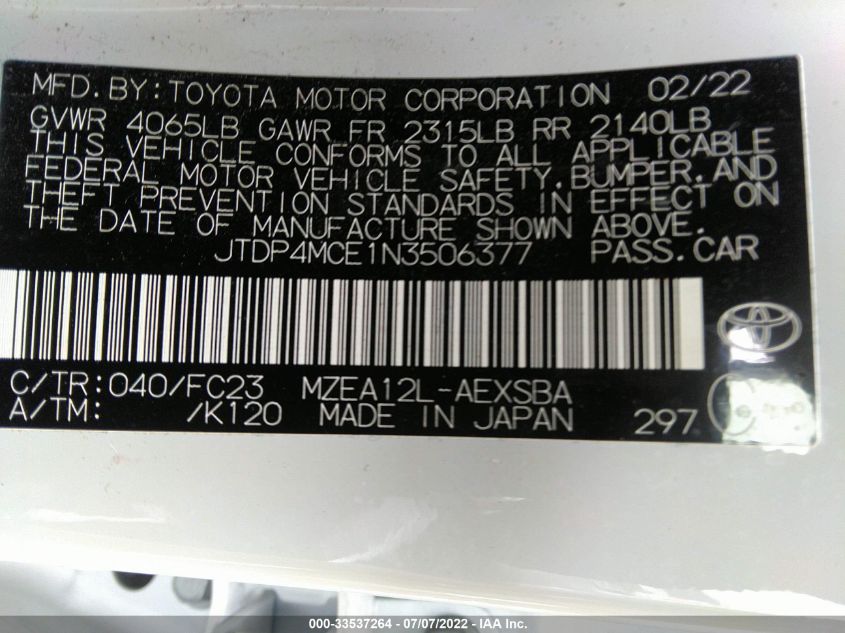 MFD. BY: TOYOTA MOTOR CORPORATION 02/22
GVWR 4065LB GAWR FR 2315LB RR 2140LB
THIS VEHICLE CONFORMS TO ALL APPLICABLE
FEDERAL MOTOR VEHICLE SAFETY, BUMPER, AND
THEFT PREVENTION STANDARDS IN EFFECT ON
THE DATE OF MANUFACTURE SHOWN ABOVE.
JTDP4MCE1N3506377 PASS. CAR
C/TR: 040/FC23 MZEA12L-AEXSBA
A/TM: /K120 MADE IN JAPAN 297
000-33537264 - 07/07/2022 - IAA Inc.